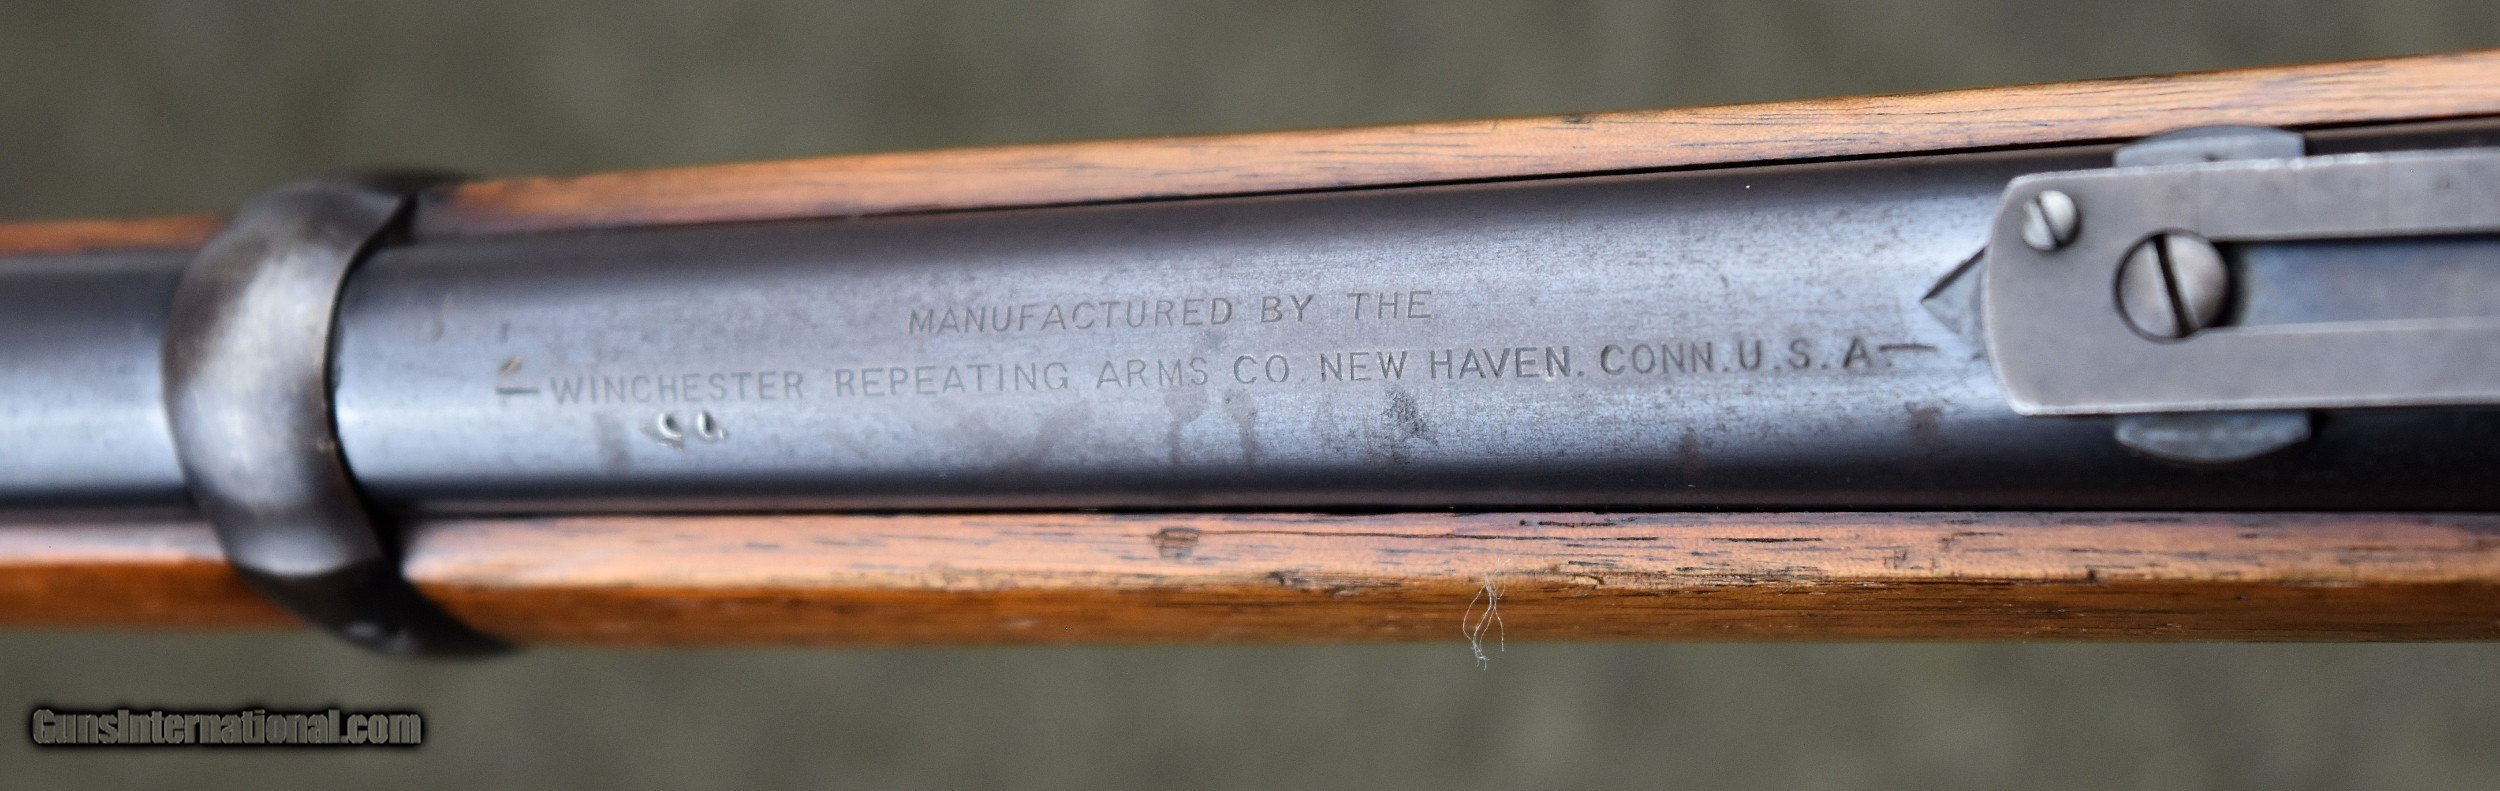 MANUFACTURED BY THE
—WINCHESTER REPEATING ARMS CO. NEW HAVEN. CONN. U.S.A.—
GunsInternational.com